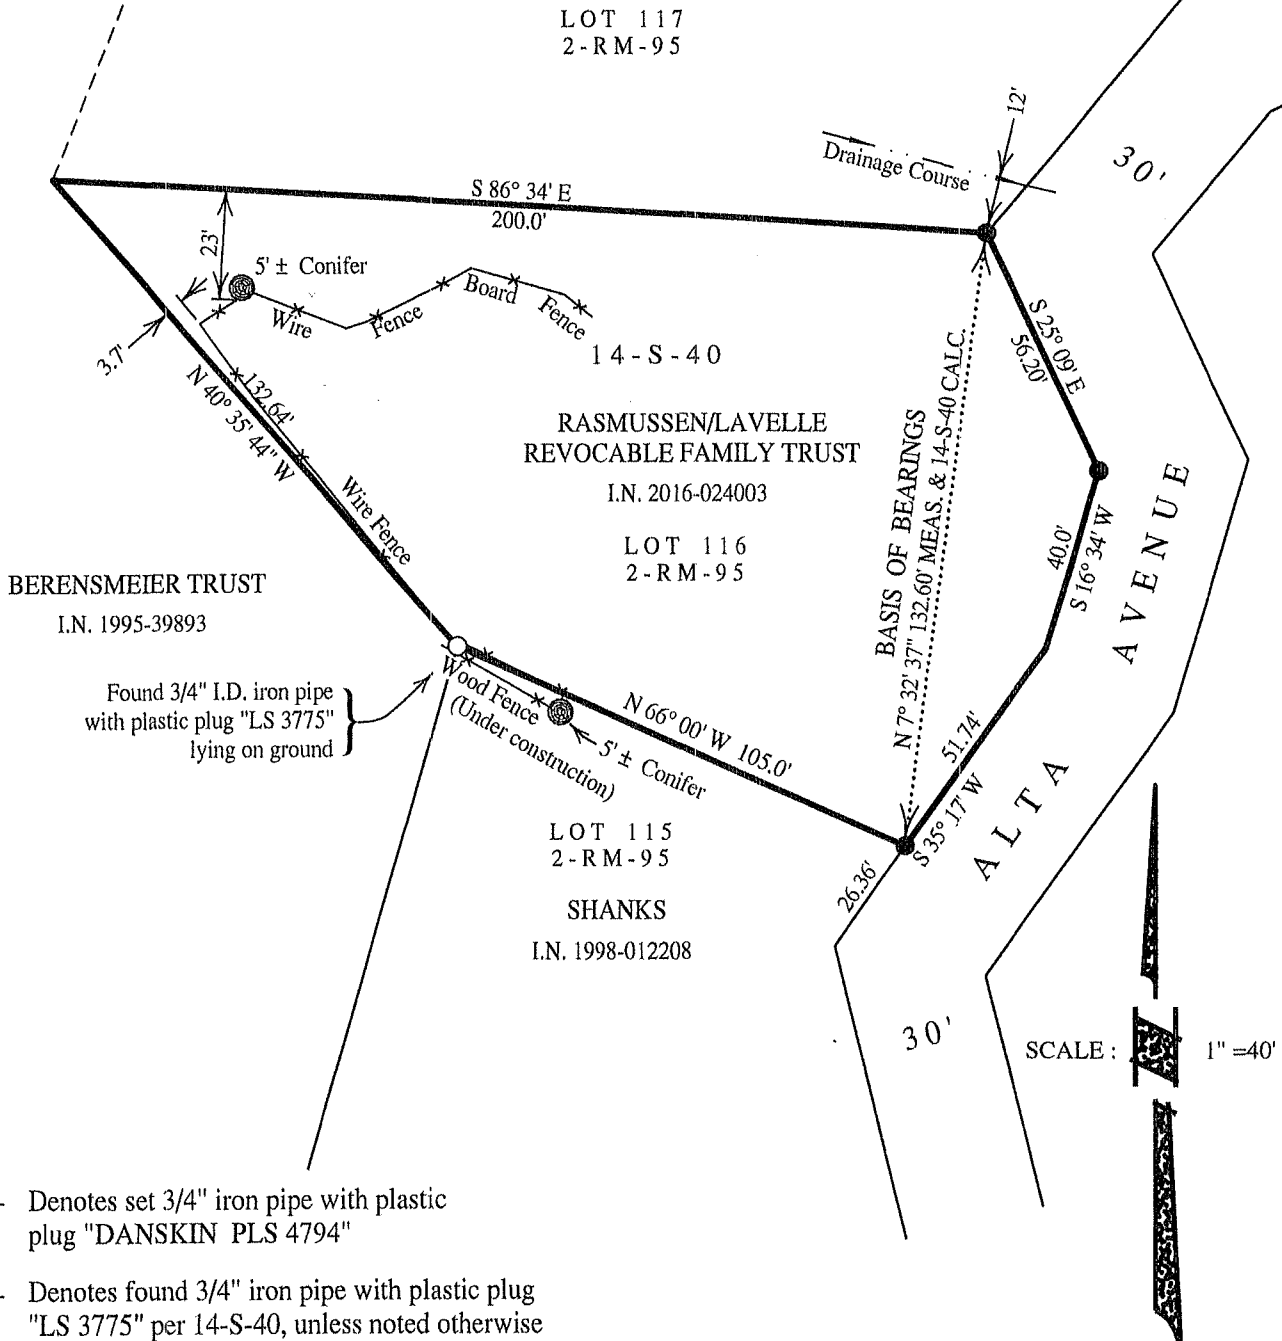 LOT 117
2-RM-95
12'
30'
Drainage Course
S 86° 34' E
200.0'
23'
5' ± Conifer
Wire Fence
Board Fence
3.7'
132.64'
N 40° 35' 44" W
14-S-40
S 25° 09' E
56.20'
RASMUSSEN/LAVELLE
REVOCABLE FAMILY TRUST
I.N. 2016-024003
LOT 116
2-RM-95
BASIS OF BEARINGS
N 7° 32' 37" 132.60' MEAS. & 14-S-40 CALC.
40.0'
S 16° 34' W
ALTA AVENUE
Wire Fence
BERENSMEIER TRUST
I.N. 1995-39893
Found 3/4" I.D. iron pipe
with plastic plug "LS 3775"
lying on ground
Wood Fence
(Under construction)
5' ± Conifer
N 66° 00' W 105.0'
51.74'
S 35° 17' W
26.36'
LOT 115
2-RM-95
SHANKS
I.N. 1998-012208
30'
SCALE : 1" =40'
- Denotes set 3/4" iron pipe with plastic
plug "DANSKIN PLS 4794"
- Denotes found 3/4" iron pipe with plastic plug
"LS 3775" per 14-S-40, unless noted otherwise